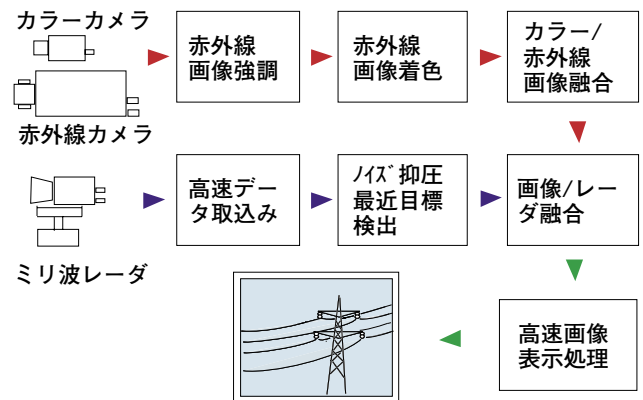 カラーカメラ
赤外線カメラ
赤外線
画像強調
赤外線
画像着色
カラー/
赤外線
画像融合
ミリ波レーダ
高速デー
タ取込み
ﾉｲｽﾞ抑圧
最近目標
検出
画像/レー
ダ融合
高速画像
表示処理